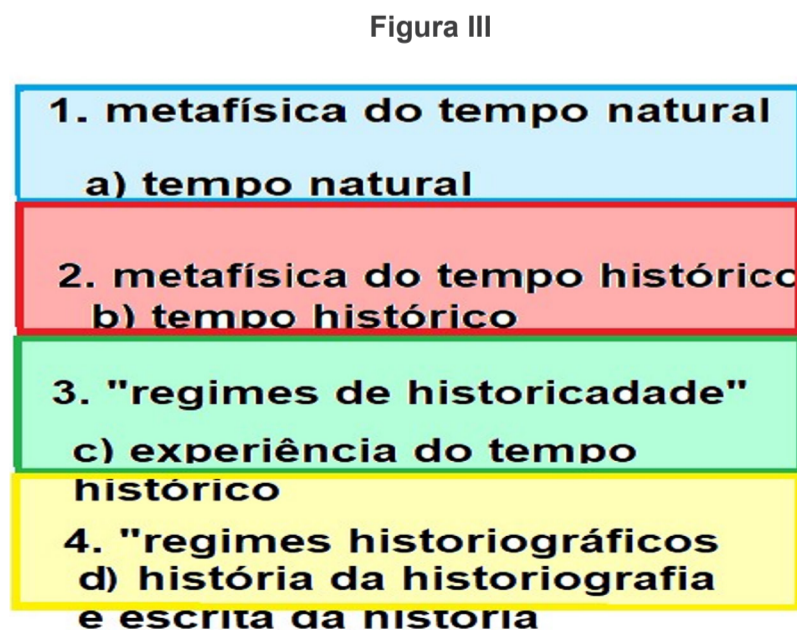 Figura III
1. metafísica do tempo natural
a) tempo natural
2. metafísica do tempo histórico
b) tempo histórico
3. "regimes de historicadade"
c) experiência do tempo
histórico
4. "regimes historiográficos
d) história da historiografia
e escrita da história